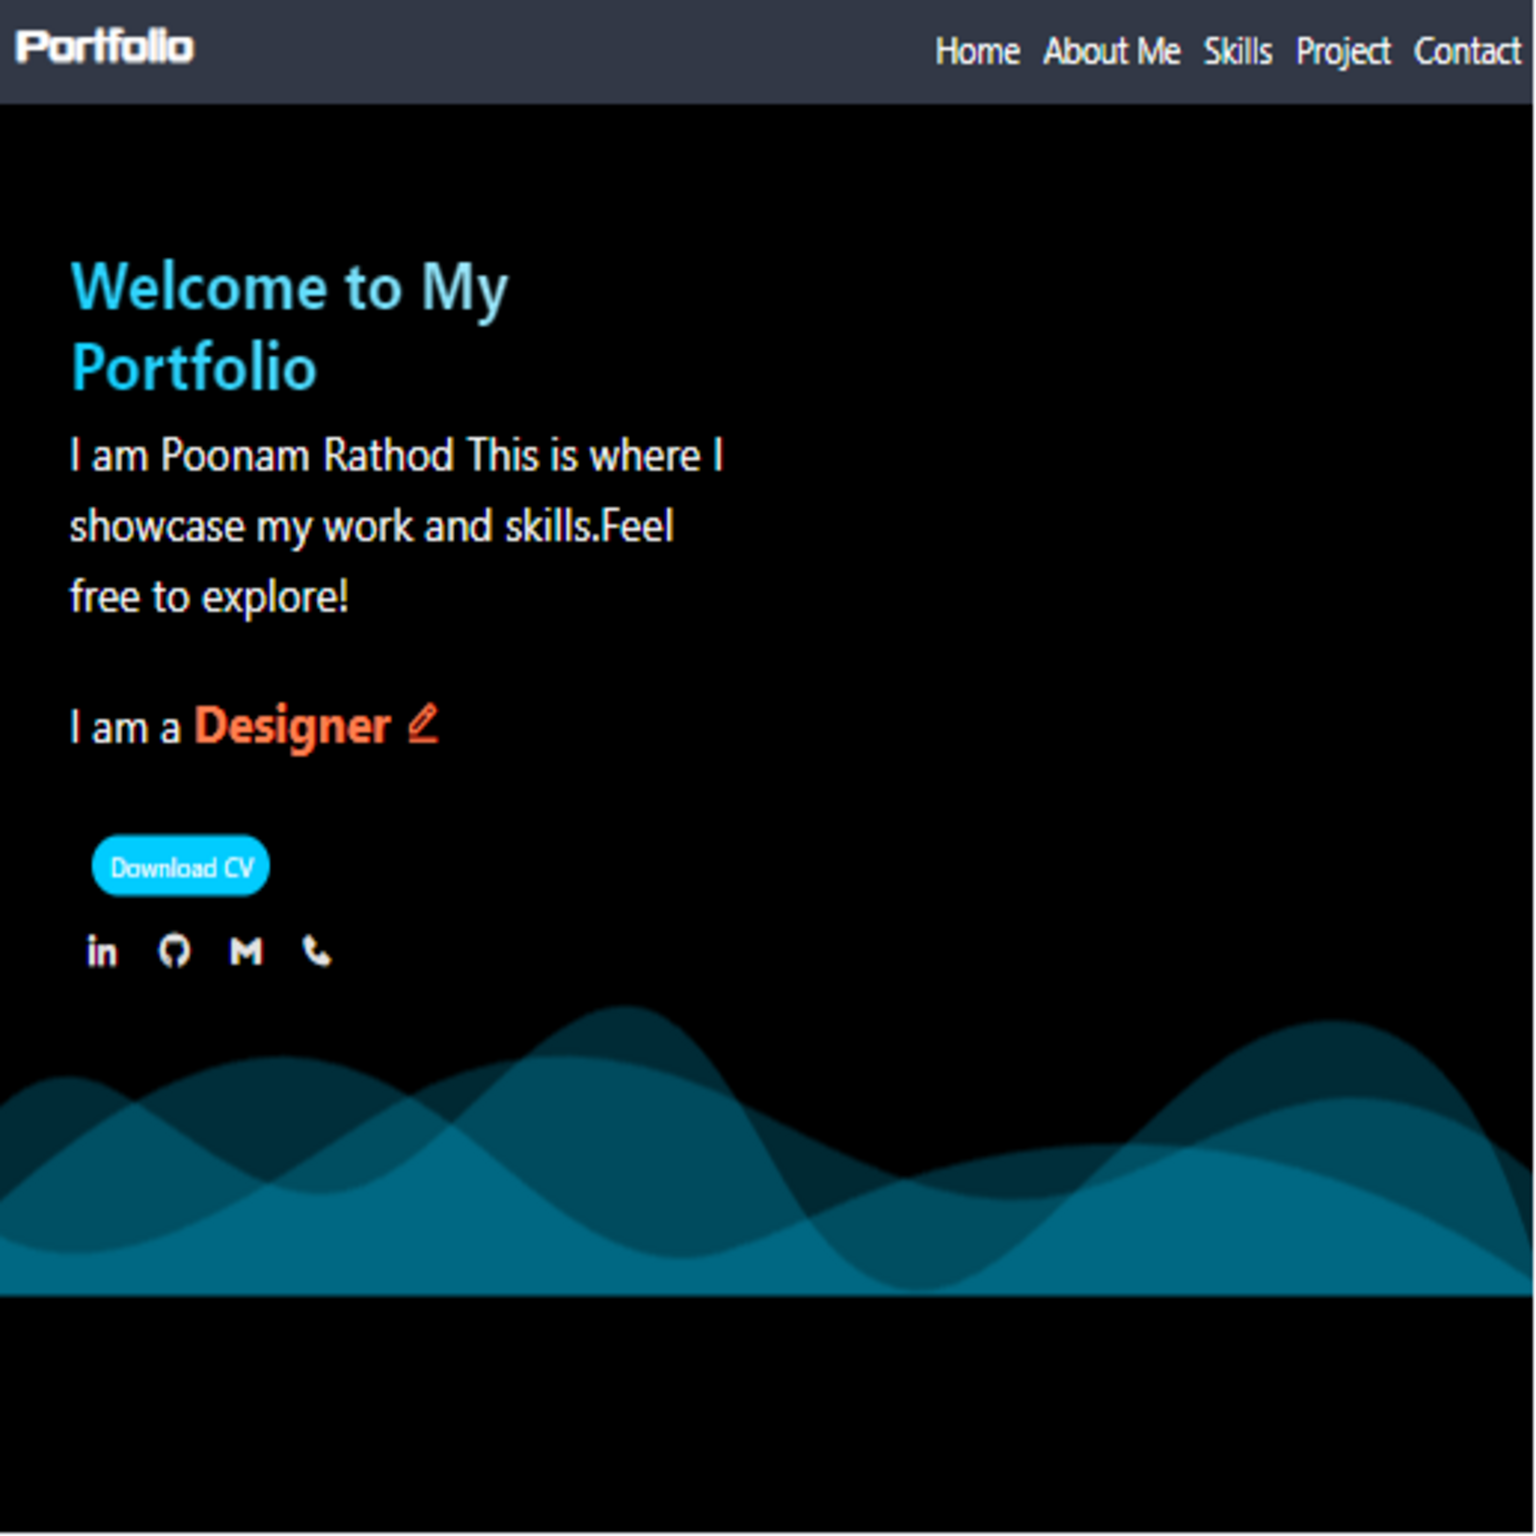 Portfolio
Home About Me Skills Project Contact
Welcome to My
Portfolio
I am Poonam Rathod This is where I
showcase my work and skills.Feel
free to explore!
I am a Designer
Download CV
in M